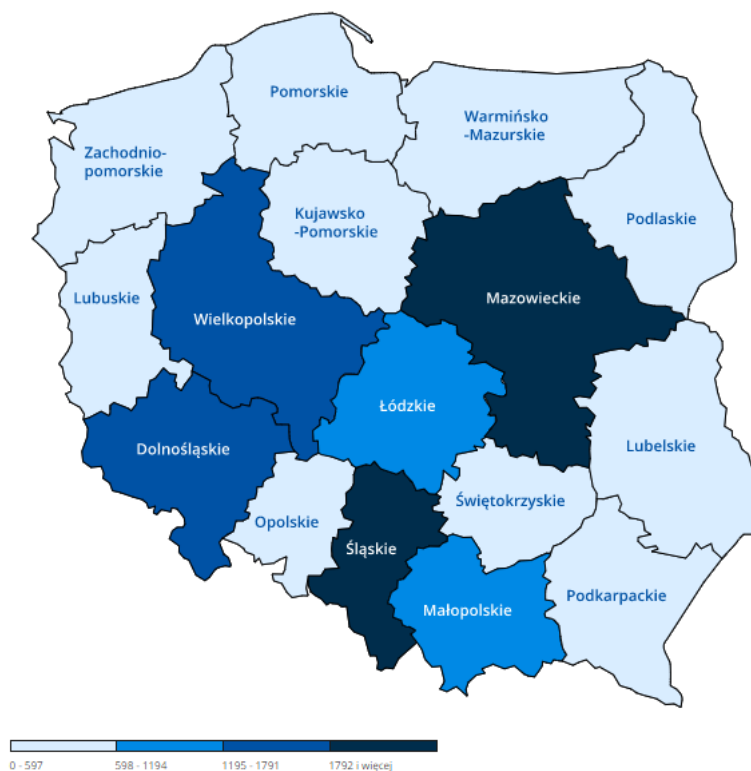 Pomorskie
Warmińsko
-Mazurskie
Zachodnio-
pomorskie
Kujawsko
-Pomorskie
Podlaskie
Lubuskie
Mazowieckie
Wielkopolskie
Łódzkie
Dolnośląskie
Lubelskie
Świętokrzyskie
Opolskie
Śląskie
Podkarpackie
Małopolskie
0 - 597
598 - 1194
1195 - 1791
1792 i więcej